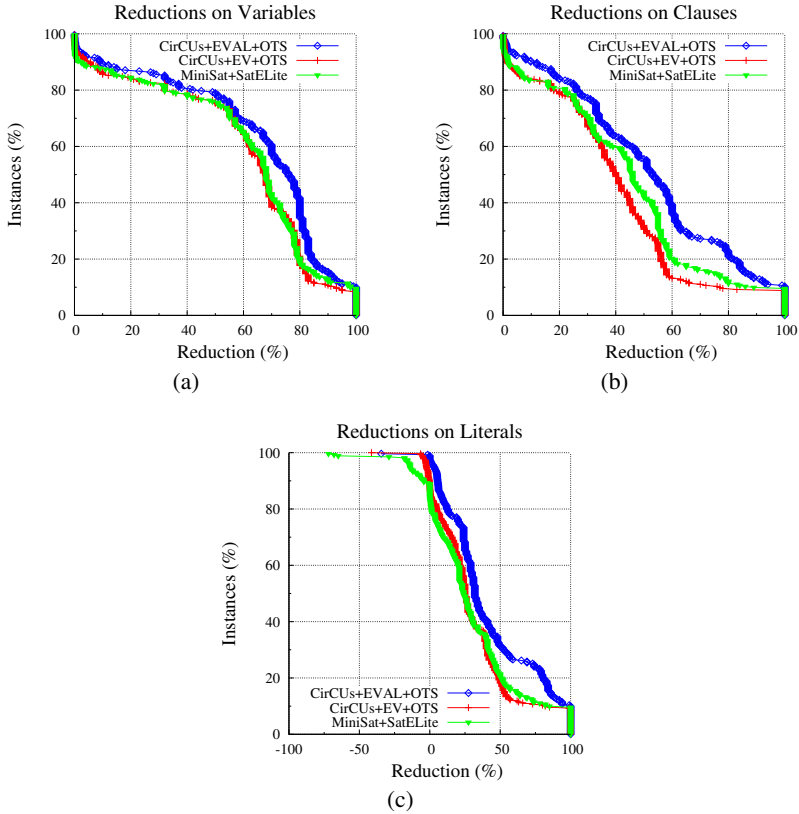 Reductions on Variables
CirCUs+EVAL+OTS
CirCUs+EV+OTS
MiniSat+SatELite
Instances (%)
100
80
60
40
20
0
0 20 40 60 80 100
Reduction (%)
(a)
Reductions on Clauses
CirCUs+EVAL+OTS
CirCUs+EV+OTS
MiniSat+SatELite
Instances (%)
100
80
60
40
20
0
0 20 40 60 80 100
Reduction (%)
(b)
Reductions on Literals
Instances (%)
100
80
60
40
20
0
CirCUs+EVAL+OTS
CirCUs+EV+OTS
MiniSat+SatELite
-100 -50 0 50 100
Reduction (%)
(c)